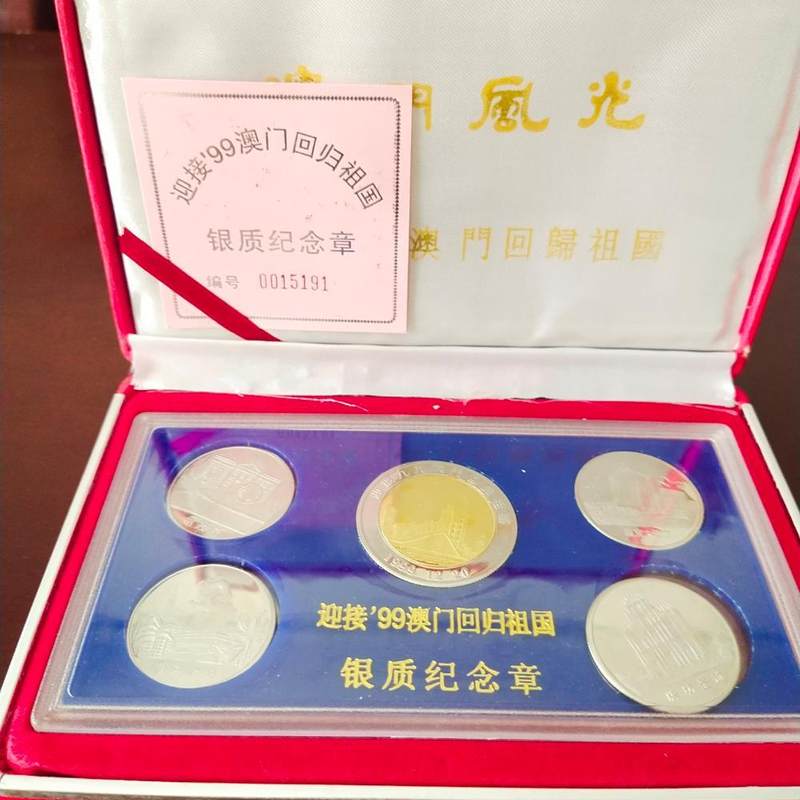 門風光
迎接'99澳门回归祖国
银质纪念章
编号 0015191
澳門回歸祖國
迎接'99澳门回归祖国
银质纪念章